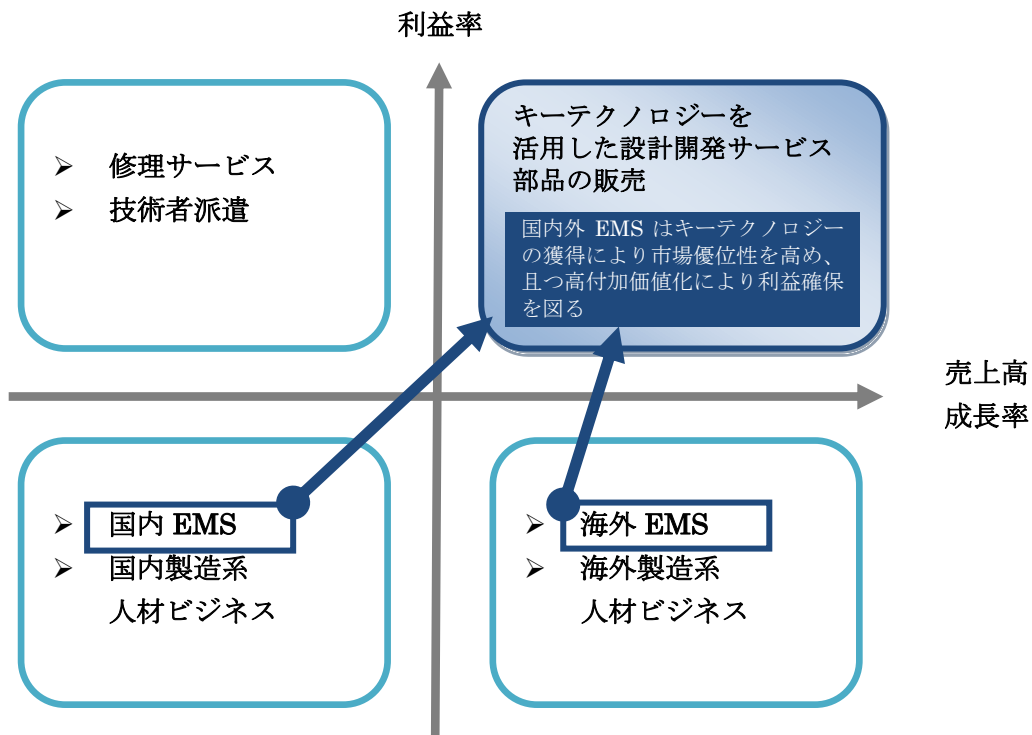 利益率
キーテクノロジーを
活用した設計開発サービス
部品の販売
国内外 EMS はキーテクノロジー
の獲得により市場優位性を高め、
且つ高付加価値化により利益確保
を図る
➢ 修理サービス
➢ 技術者派遣
売上高
成長率
➢ 国内 EMS
➢ 国内製造系
人材ビジネス
➢ 海外 EMS
➢ 海外製造系
人材ビジネス